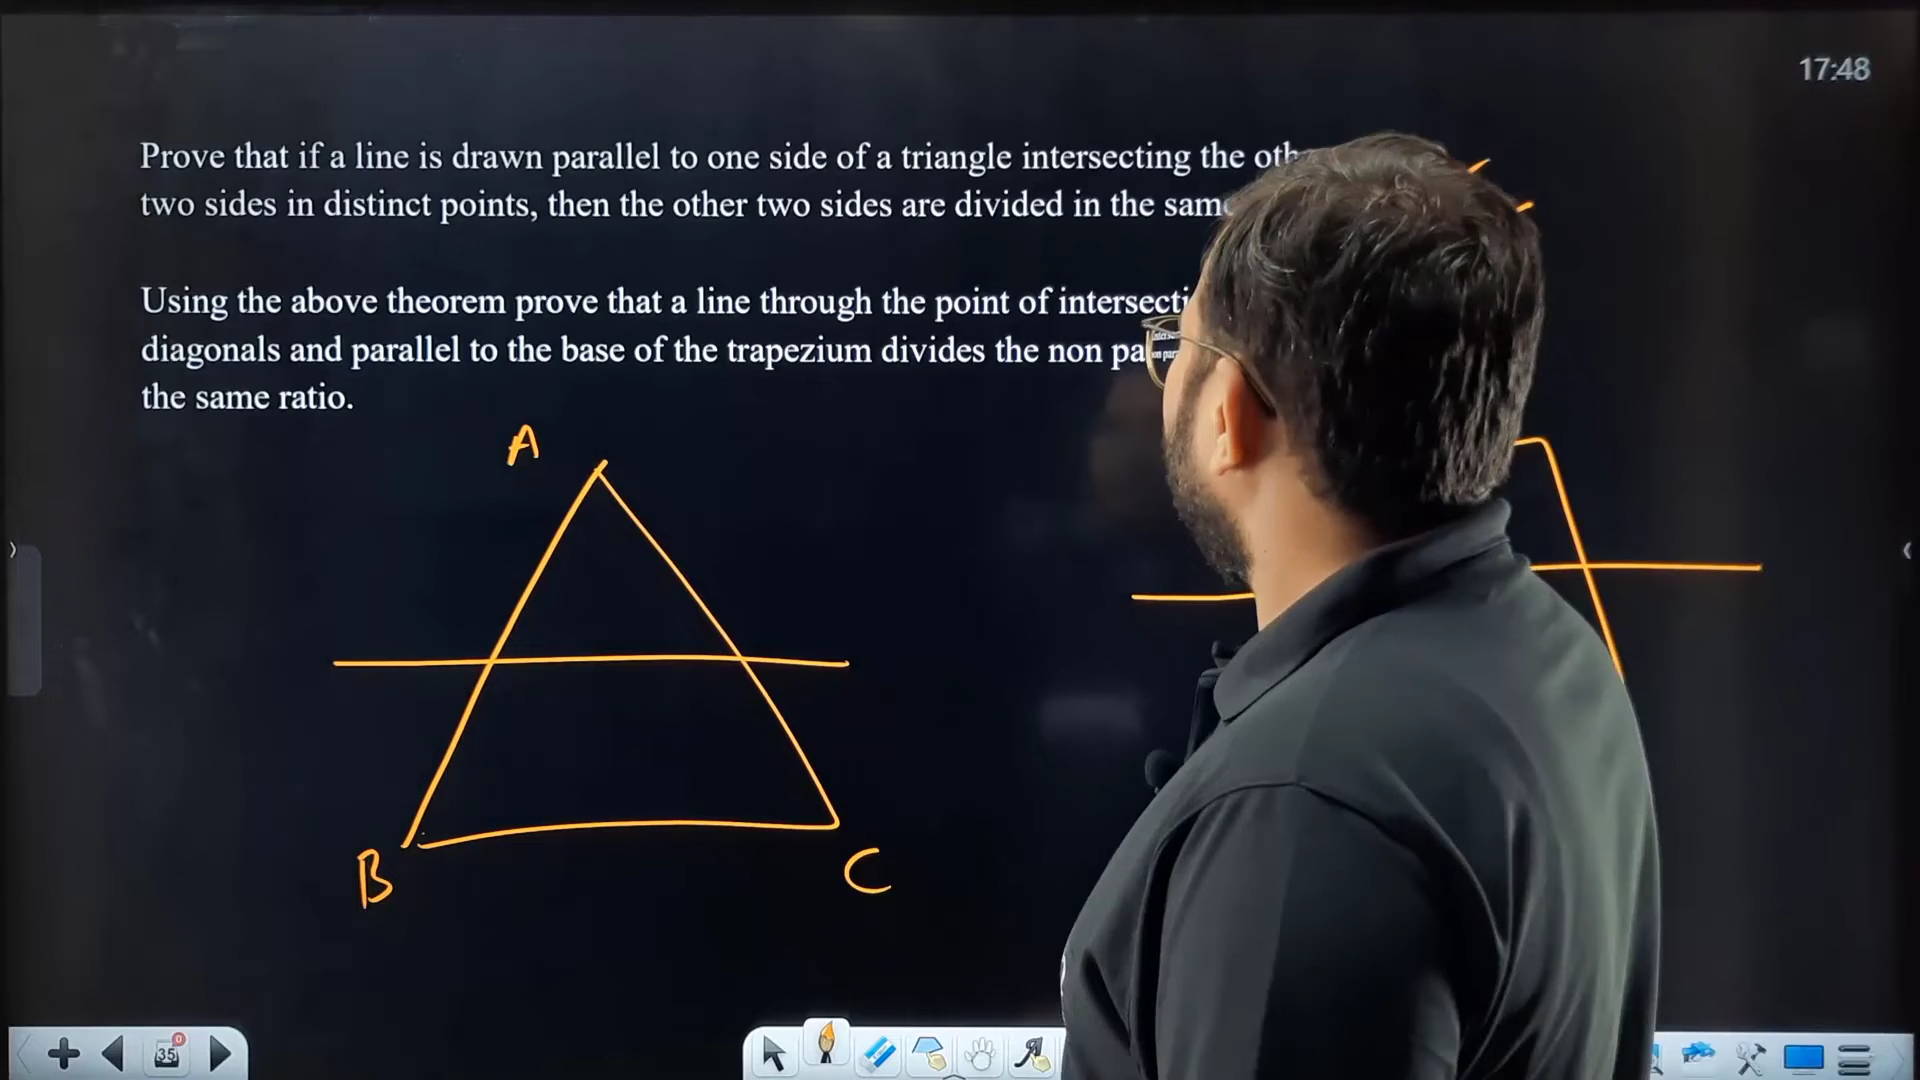 17:48
Prove that if a line is drawn parallel to one side of a triangle intersecting the
two sides in distinct points, then the other two sides are divided in the
Using the above theorem prove that a line through the point of
diagonals and parallel to the base of the trapezium divides the non
the same ratio.
A
B
C
35
0